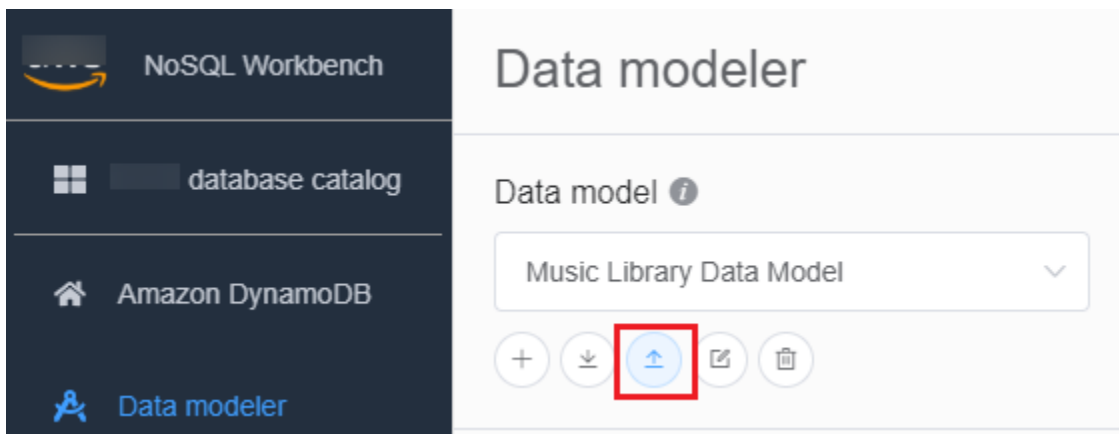 NoSQL Workbench
database catalog
Amazon DynamoDB
Data modeler
Data modeler
Data model
Music Library Data Model